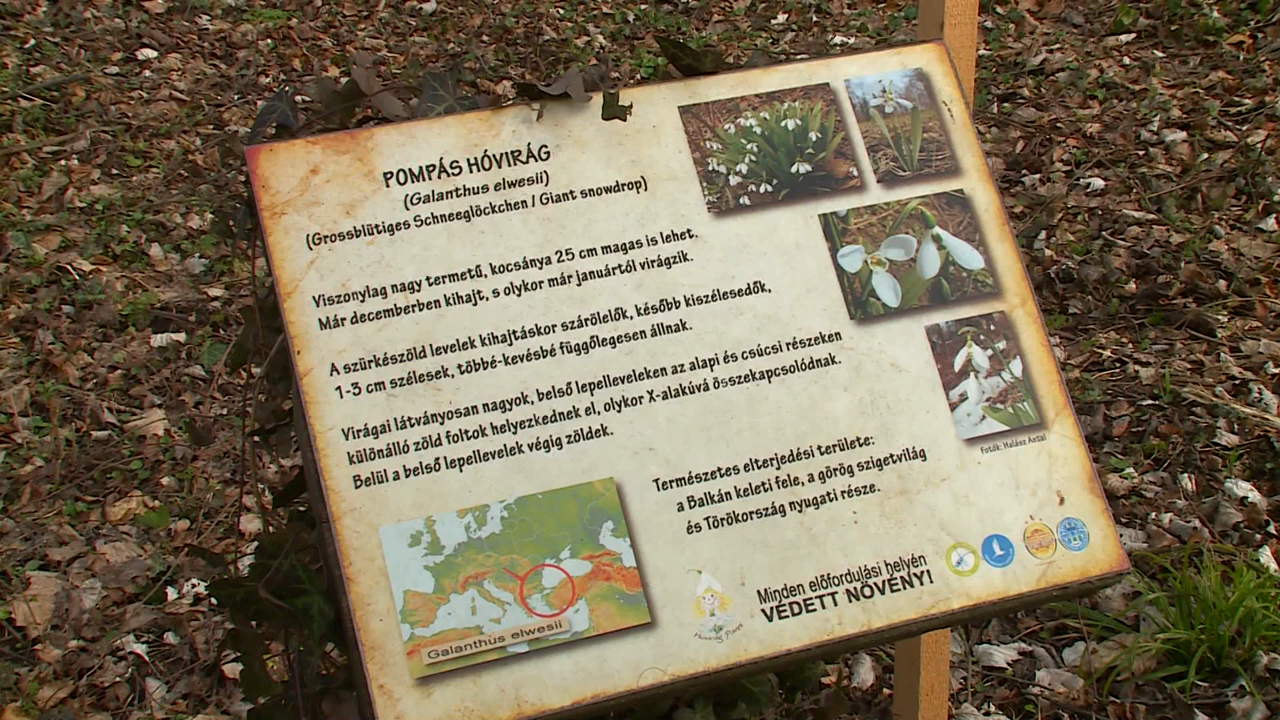 POMPÁS HÓVIRÁG
(Galanthus elwesii)
(Grossblütiges Schneeglöckchen / Giant snowdrop)
Viszonylag nagy termetű, kocsánya 25 cm magas is lehet.
Már decemberben kihajt, s olykor már januártól virágzik.
A szürkészöld levelek kihajtáskor szárölelők, később kiszélesedők,
1-3 cm szélesek, többé-kevésbé függőlegesen állnak.
Virágai látványosan nagyok, belső lepelleveleken az alapi és csúcsi részeken
különálló zöld foltok helyezkednek el, olykor X-alakúvá összekapcsolódnak.
Belül a belső lepellevelek végig zöldek.
Fotók: Halász Antal
Természetes elterjedési területe:
a Balkán keleti fele, a görög szigetvilág
és Törökország nyugati része.
Galanthus elwesii
Minden előfordulási helyén
VÉDETT NÖVÉNY!